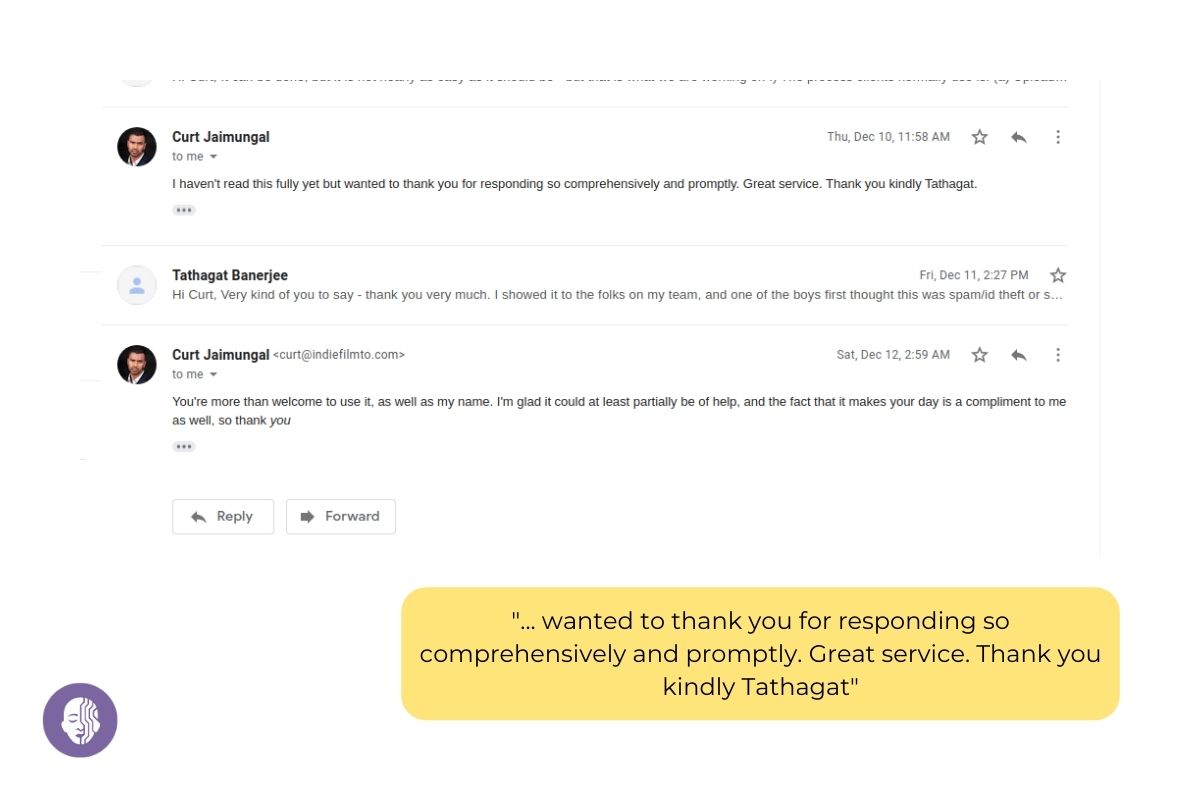 Curt Jaimungal
Thu, Dec 10, 11:58 AM
to me
I haven't read this fully yet but wanted to thank you for responding so comprehensively and promptly. Great service. Thank you kindly Tathagat.
Tathagat Banerjee
Fri, Dec 11, 2:27 PM
Hi Curt, Very kind of you to say - thank you very much. I showed it to the folks on my team, and one of the boys first thought this was spam/id theft or s...
Curt Jaimungal <curt@indiefilmto.com>
Sat, Dec 12, 2:59 AM
to me
You're more than welcome to use it, as well as my name. I'm glad it could at least partially be of help, and the fact that it makes your day is a compliment to me
as well, so thank you
Reply
Forward
"... wanted to thank you for responding so
comprehensively and promptly. Great service. Thank you
kindly Tathagat"